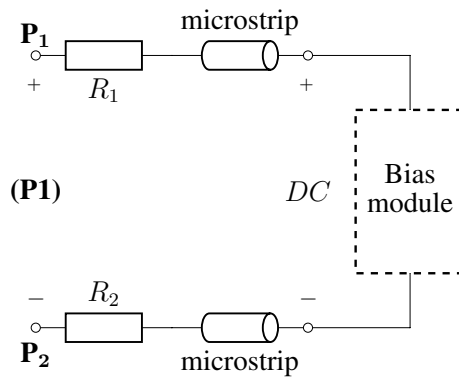 microstrip
P₁
+ R₁ +
(P1) DC Bias
module
− R₂ −
P₂
microstrip